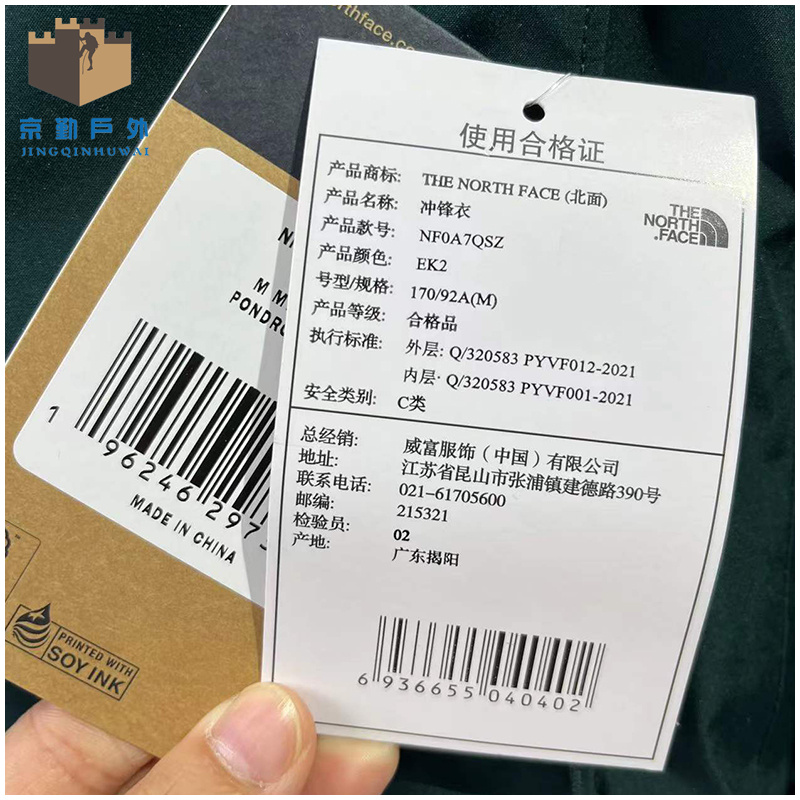 京勤戶外
JINGQINHUWAI
使用合格证
产品商标: THE NORTH FACE (北面)
产品名称: 冲锋衣
产品款号: NF0A7QSZ
产品颜色: EK2
号型/规格: 170/92A(M)
产品等级: 合格品
执行标准: 外层: Q/320583 PYVF012-2021
内层: Q/320583 PYVF001-2021
安全类别: C类
THE
NORTH
FACE
总经销: 威富服饰（中国）有限公司
地址: 江苏省昆山市张浦镇建德路390号
联系电话: 021-61705600
邮编: 215321
检验员: 02
产地: 广东揭阳
6 936655 040402
1 96246 297
MADE IN CHINA
PRINTED WITH
SOY INK